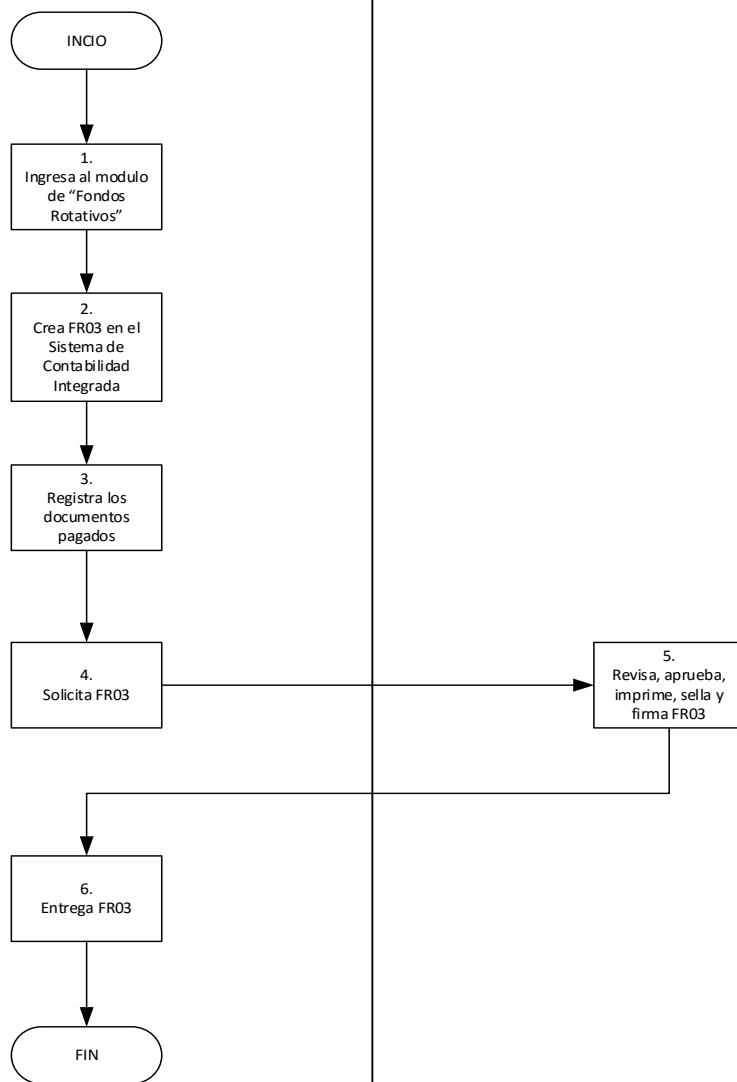 INCIO
1.
Ingresa al modulo
de “Fondos
Rotativos”
2.
Crea FR03 en el
Sistema de
Contabilidad
Integrada
3.
Registra los
documentos
pagados
4.
Solicita FR03
5.
Revisa, aprueba,
imprime, sella y
firma FR03
6.
Entrega FR03
FIN